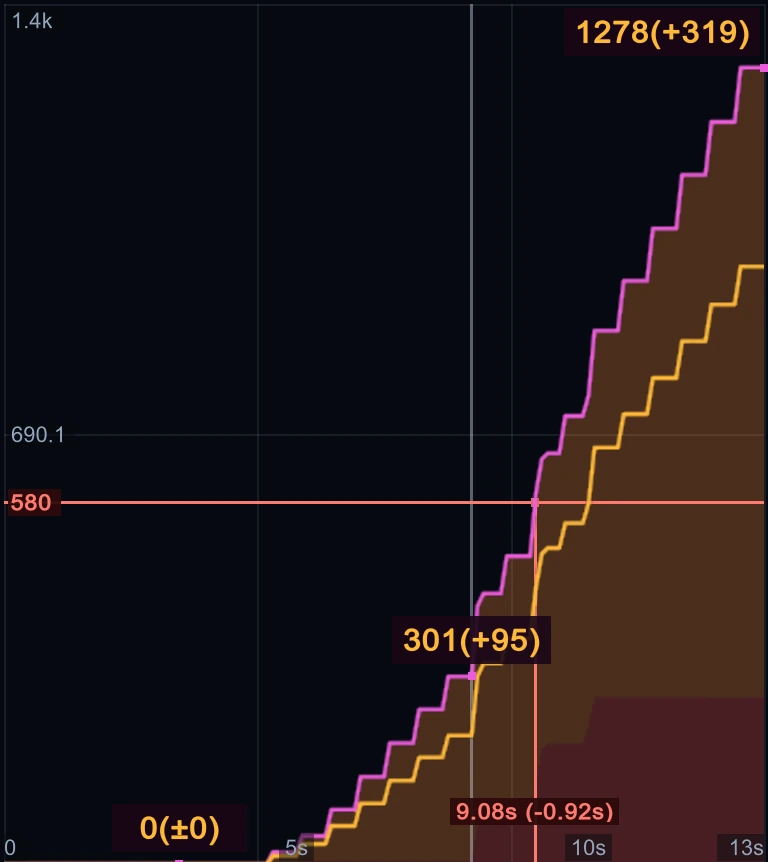 1.4k
1278(+319)
690.1
580
301(+95)
9.08s (-0.92s)
0(±0)
0
5s
10s
13s